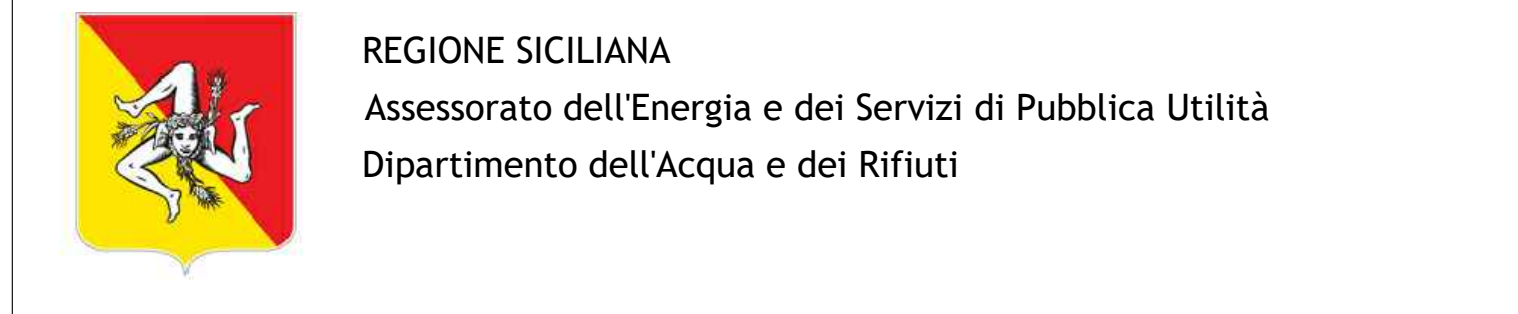 REGIONE SICILIANA
Assessorato dell'Energia e dei Servizi di Pubblica Utilità
Dipartimento dell'Acqua e dei Rifiuti